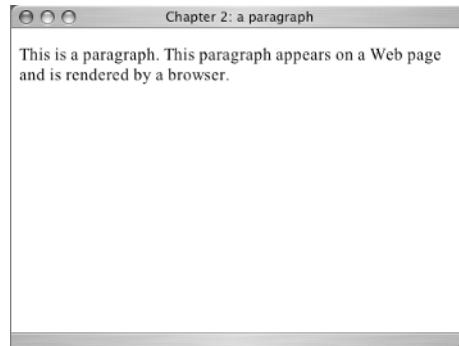 Chapter 2: a paragraph
This is a paragraph. This paragraph appears on a Web page
and is rendered by a browser.